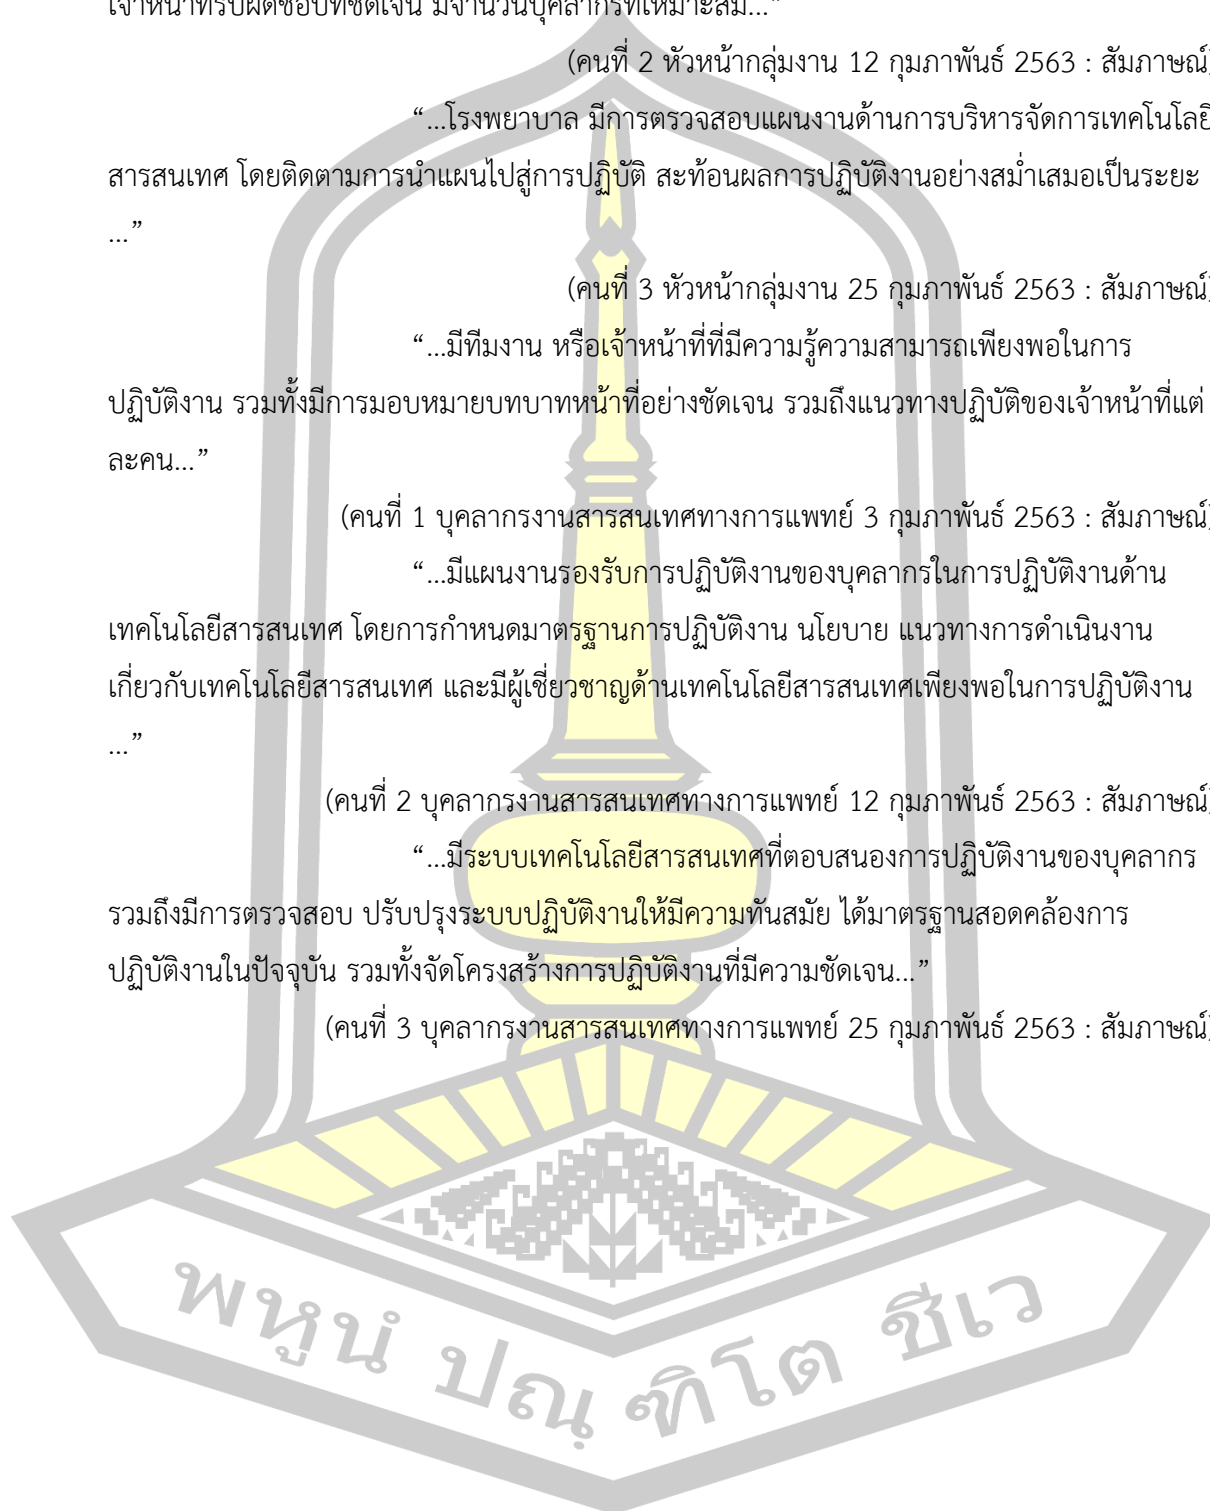 เจ้าหน้าที่รับผิดชอบที่ชัดเจน มีจำนวนบุคลากรที่เหมาะสม...”
(คนที่ 2 หัวหน้ากลุ่มงาน 12 กุมภาพันธ์ 2563 : สัมภาษณ์)
“...โรงพยาบาล มีการตรวจสอบแผนงานด้านการบริหารจัดการเทคโนโลยี
สารสนเทศ โดยติดตามการนำแผนไปสู่การปฏิบัติ สะท้อนผลการปฏิบัติงานอย่างสม่ำเสมอเป็นระยะ
...”
(คนที่ 3 หัวหน้ากลุ่มงาน 25 กุมภาพันธ์ 2563 : สัมภาษณ์)
“...มีทีมงาน หรือเจ้าหน้าที่ที่มีความรู้ความสามารถเพียงพอในการ
ปฏิบัติงาน รวมทั้งมีการมอบหมายบทบาทหน้าที่อย่างชัดเจน รวมถึงแนวทางปฏิบัติของเจ้าหน้าที่แต่
ละคน...”
(คนที่ 1 บุคลากรงานสารสนเทศทางการแพทย์ 3 กุมภาพันธ์ 2563 : สัมภาษณ์)
“...มีแผนงานรองรับการปฏิบัติงานของบุคลากรในการปฏิบัติงานด้าน
เทคโนโลยีสารสนเทศ โดยการกำหนดมาตรฐานการปฏิบัติงาน นโยบาย แนวทางการดำเนินงาน
เกี่ยวกับเทคโนโลยีสารสนเทศ และมีผู้เชี่ยวชาญด้านเทคโนโลยีสารสนเทศเพียงพอในการปฏิบัติงาน
...”
(คนที่ 2 บุคลากรงานสารสนเทศทางการแพทย์ 12 กุมภาพันธ์ 2563 : สัมภาษณ์)
“...มีระบบเทคโนโลยีสารสนเทศที่ตอบสนองการปฏิบัติงานของบุคลากร
รวมถึงมีการตรวจสอบ ปรับปรุงระบบปฏิบัติงานให้มีความทันสมัย ได้มาตรฐานสอดคล้องการ
ปฏิบัติงานในปัจจุบัน รวมทั้งจัดโครงสร้างการปฏิบัติงานที่มีความชัดเจน...”
(คนที่ 3 บุคลากรงานสารสนเทศทางการแพทย์ 25 กุมภาพันธ์ 2563 : สัมภาษณ์)
พหูนํ ปณฺฑิโต ชีเว